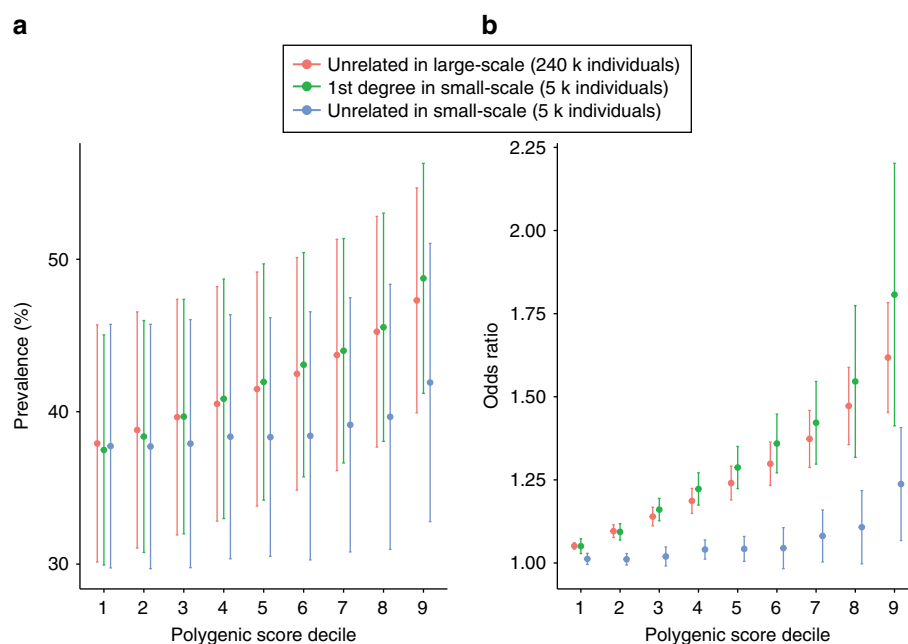 a
b
Unrelated in large-scale (240 k individuals)
1st degree in small-scale (5 k individuals)
Unrelated in small-scale (5 k individuals)
Prevalence (%)
50
40
30
1 2 3 4 5 6 7 8 9
Polygenic score decile
Odds ratio
2.25
2.00
1.75
1.50
1.25
1.00
1 2 3 4 5 6 7 8 9
Polygenic score decile